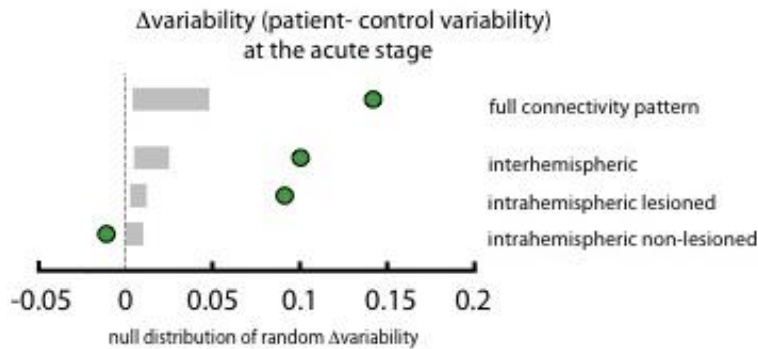 Δvariability (patient- control variability)
at the acute stage
full connectivity pattern
interhemispheric
intrahemispheric lesioned
intrahemispheric non-lesioned
-0.05 0 0.05 0.1 0.15 0.2
null distribution of random Δvariability